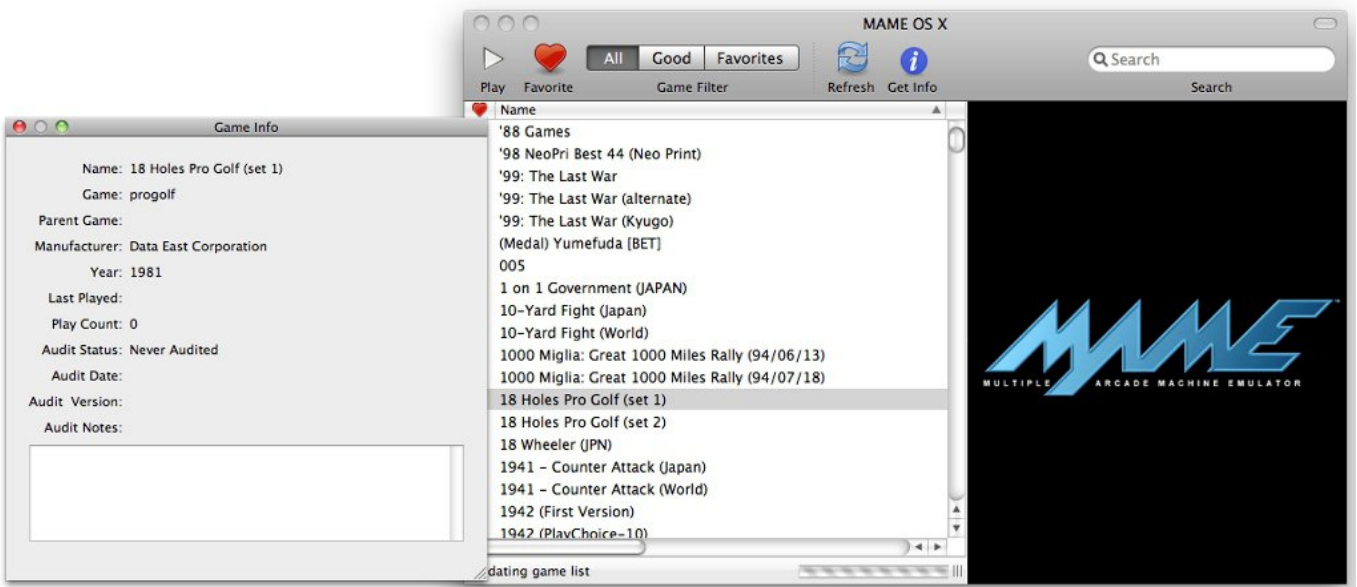 MAME OS X
All Good Favorites
Search
Play Favorite Game Filter Refresh Get Info Search
Name
'88 Games
'98 NeoPri Best 44 (Neo Print)
'99: The Last War
'99: The Last War (alternate)
'99: The Last War (Kyugo)
(Medal) Yumefuda [BET]
005
1 on 1 Government (JAPAN)
10-Yard Fight (Japan)
10-Yard Fight (World)
1000 Miglia: Great 1000 Miles Rally (94/06/13)
1000 Miglia: Great 1000 Miles Rally (94/07/18)
18 Holes Pro Golf (set 1)
18 Holes Pro Golf (set 2)
18 Wheeler (JPN)
1941 - Counter Attack (Japan)
1941 - Counter Attack (World)
1942 (First Version)
1942 (PlayChoice-10)
dating game list
MAME™
MULTIPLE ARCADE MACHINE EMULATOR
Game Info
Name: 18 Holes Pro Golf (set 1)
Game: progolf
Parent Game:
Manufacturer: Data East Corporation
Year: 1981
Last Played:
Play Count: 0
Audit Status: Never Audited
Audit Date:
Audit Version:
Audit Notes: